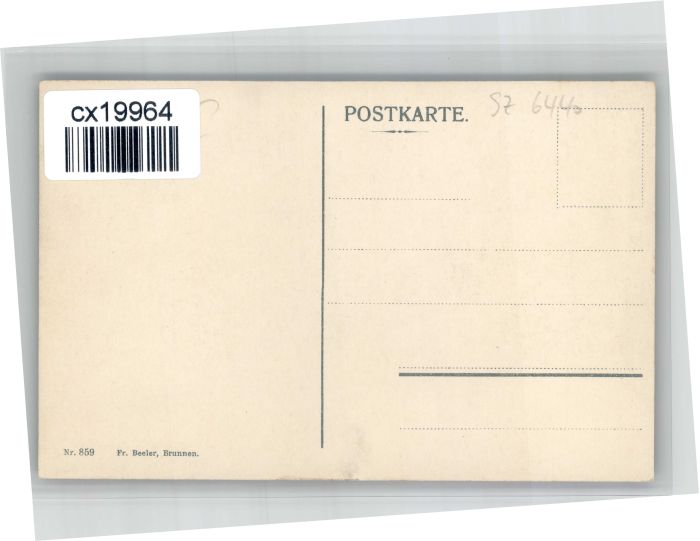 cx19964
POSTKARTE.
SZ 6440
Nr. 859 Fr. Beeler, Brunnen.